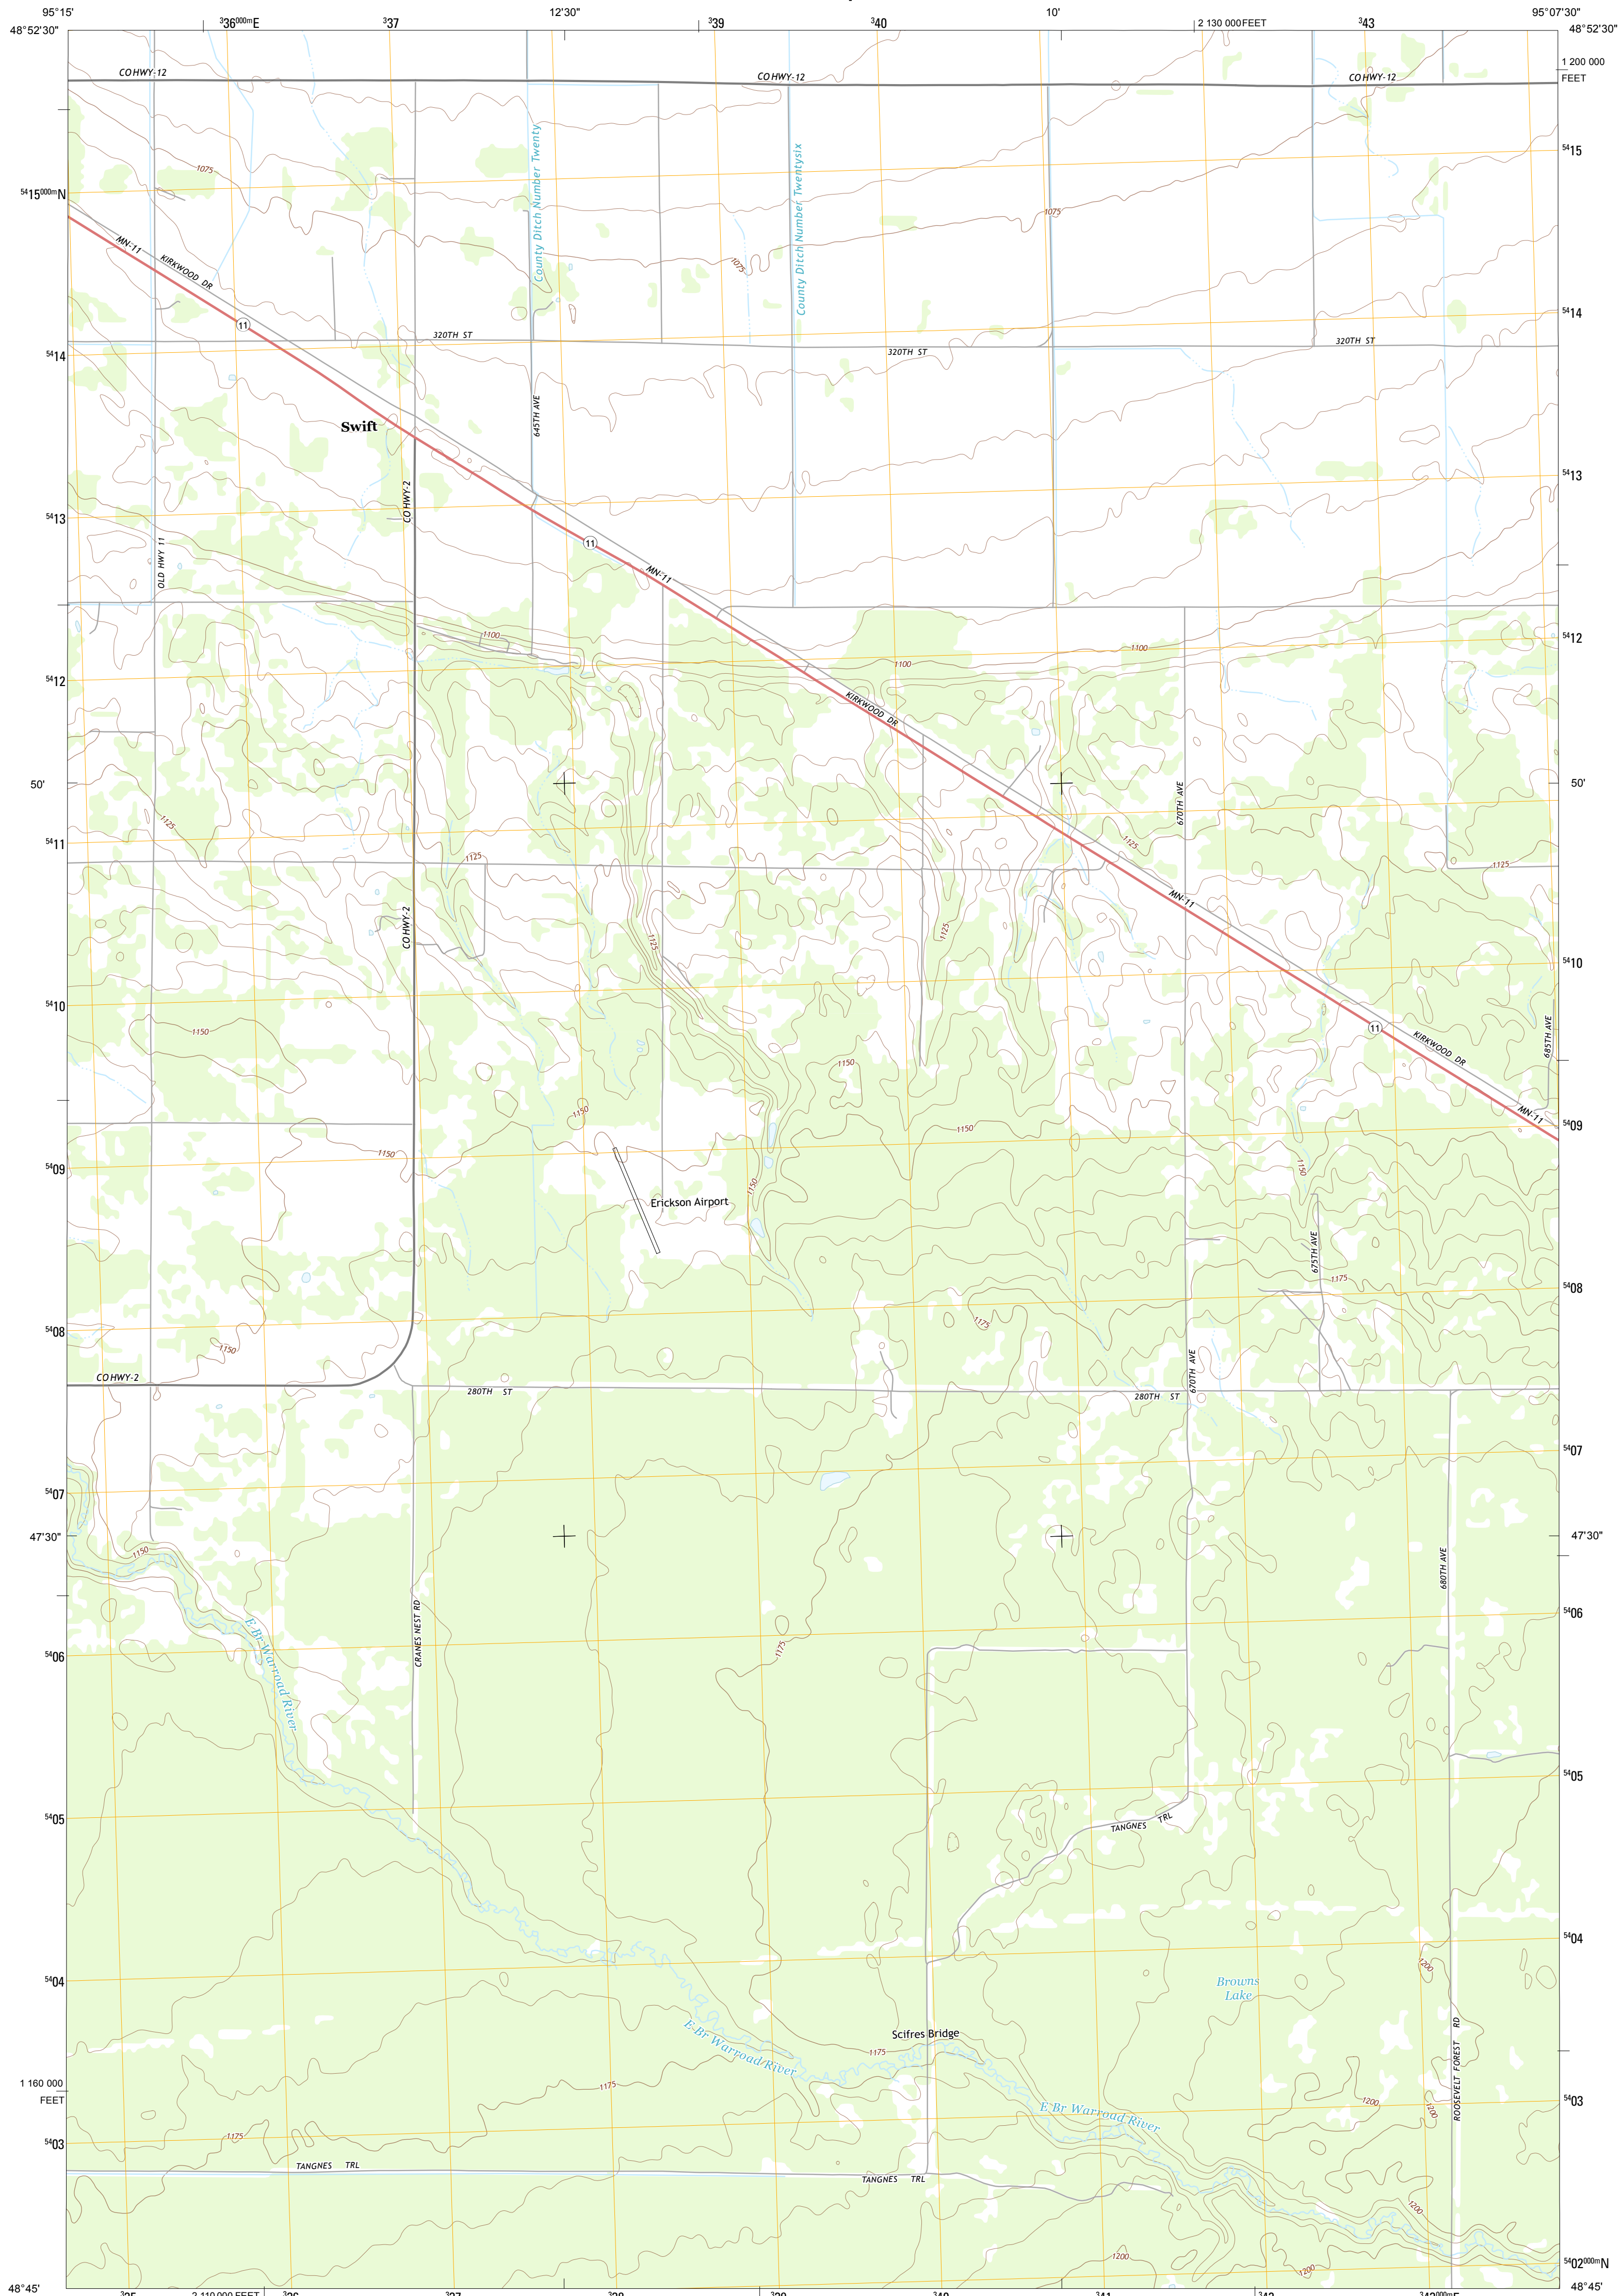 95°15'
³36⁰⁰⁰ᵐE
³37
12'30"
³39
³40
10'
2 130 000 FEET
³43
95°07'30"
48°52'30"
48°52'30"
1 200 000
FEET
CO HWY-12
CO HWY-12
CO HWY-12
County Ditch Number Twenty
County Ditch Number Twentysix
⁵⁴15
1075
⁵⁴15⁰⁰⁰ᵐN
1075
1075
MN-11
KIRKWOOD DR
11
⁵⁴14
320TH ST
320TH ST
320TH ST
⁵⁴14
645TH AVE
Swift
⁵⁴13
CO HWY-2
⁵⁴13
11
OLD HWY 11
MN-11
1100
⁵⁴12
1100
1100
⁵⁴12
KIRKWOOD DR
50'
50'
670TH AVE
1125
⁵⁴11
1125
1125
1125
MN-11
CO HWY-2
1125
1125
⁵⁴10
⁵⁴10
1150
11
KIRKWOOD DR
685TH AVE
1150
1150
MN-11
1150
⁵⁴09
1150
⁵⁴09
1150
1150
Erickson Airport
675TH AVE
1175
⁵⁴08
1175
⁵⁴08
1150
670TH AVE
CO HWY-2
280TH ST
280TH ST
⁵⁴07
⁵⁴07
47'30"
47'30"
1150
680TH AVE
CRANES NEST RD
⁵⁴06
E Br Warroad River
1175
⁵⁴06
⁵⁴05
⁵⁴05
TANGNES TRL
⁵⁴04
1200
⁵⁴04
Browns
Lake
Scifres Bridge
E Br Warroad River
1175
ROOSEVELT FOREST RD
1 160 000
FEET
1175
E Br Warroad River
1200
1200
⁵⁴03
1175
⁵⁴03
TANGNES TRL
TANGNES TRL
1200
1200
1200
⁵⁴02⁰⁰⁰ᵐN
48°45'
48°45'